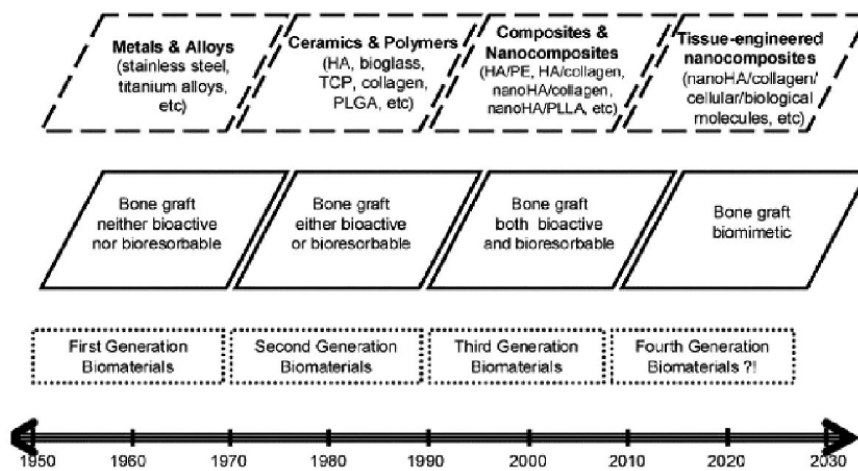 Metals & Alloys
(stainless steel,
titanium alloys,
etc)
Ceramics & Polymers
(HA, bioglass,
TCP, collagen,
PLGA, etc)
Composites &
Nanocomposites
(HA/PE, HA/collagen,
nanoHA/collagen,
nanoHA/PLLA, etc)
Tissue-engineered
nanocomposites
(nanoHA/collagen/
cellular/biological
molecules, etc)
Bone graft
neither bioactive
nor bioresorbable
Bone graft
either bioactive
or bioresorbable
Bone graft
both bioactive
and bioresorbable
Bone graft
biomimetic
First Generation
Biomaterials
Second Generation
Biomaterials
Third Generation
Biomaterials
Fourth Generation
Biomaterials ?!
1950 1960 1970 1980 1990 2000 2010 2020 2030